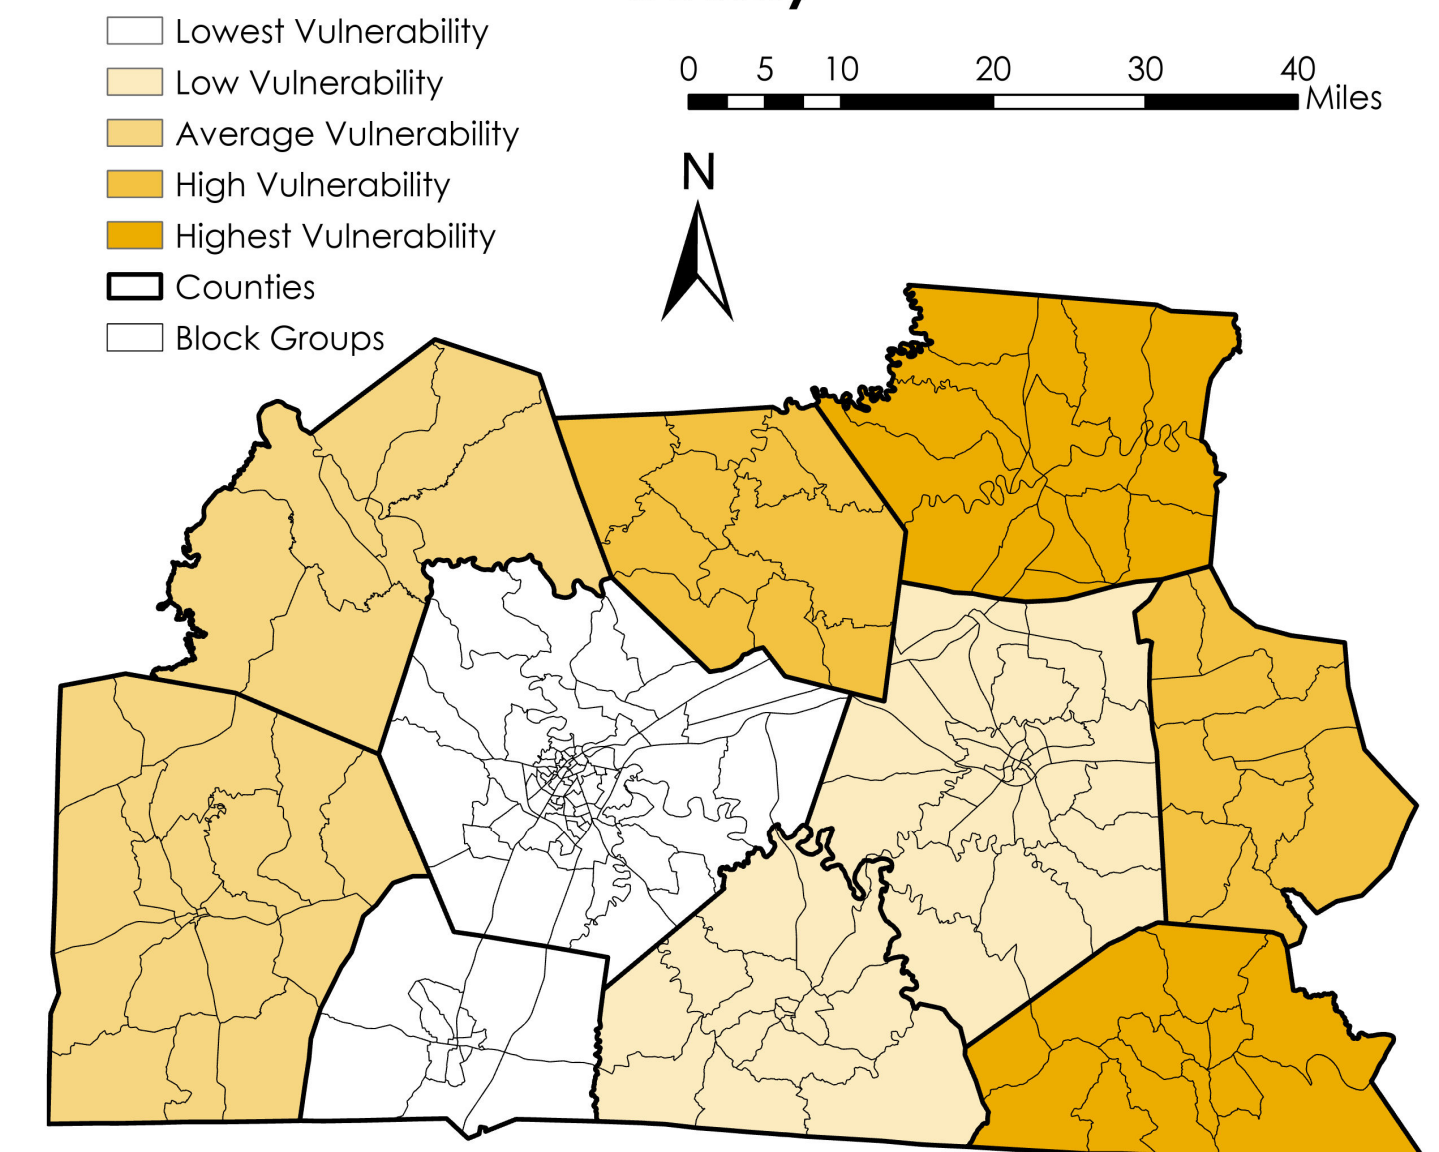 Lowest Vulnerability
Low Vulnerability
Average Vulnerability
High Vulnerability
Highest Vulnerability
Counties
Block Groups
0 5 10 20 30 40
Miles
N